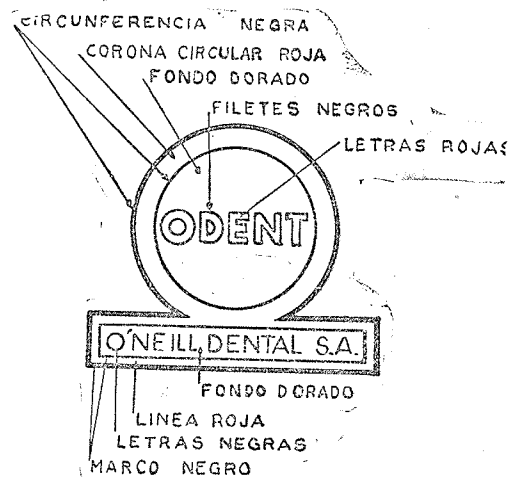 CIRCUNFERENCIA NEGRA
CORONA CIRCULAR ROJA
FONDO DORADO
FILETES NEGROS
LETRAS ROJAS
ODENT
O'NEILL DENTAL S.A.
FONDO DORADO
LINEA ROJA
LETRAS NEGRAS
MARCO NEGRO